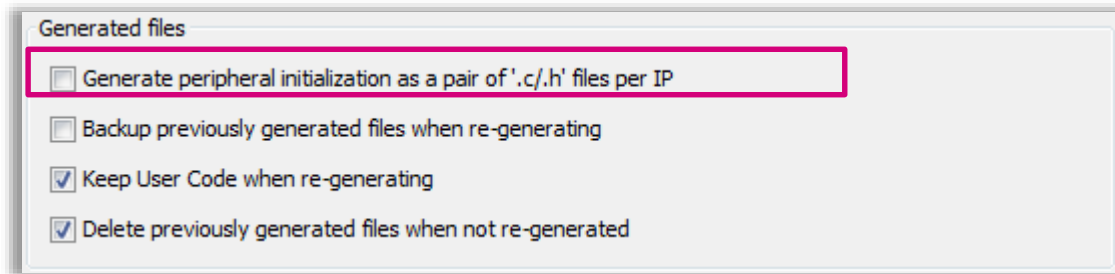 Generated files
Generate peripheral initialization as a pair of '.c/.h' files per IP
Backup previously generated files when re-generating
Keep User Code when re-generating
Delete previously generated files when not re-generated